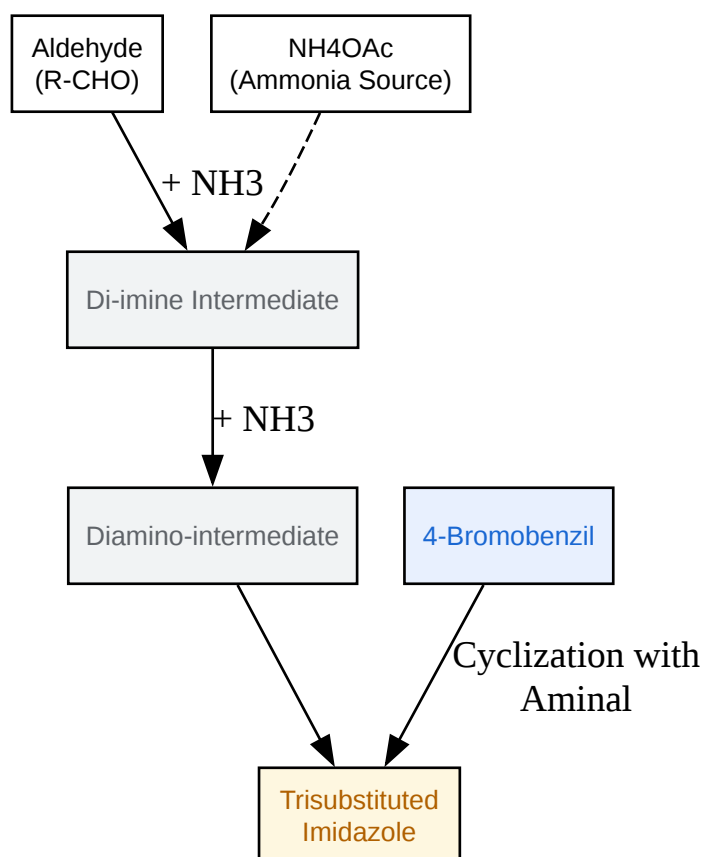 Aldehyde
(R-CHO)
NH4OAc
(Ammonia Source)
+ NH3
Di-imine Intermediate
+ NH3
Diamino-intermediate
4-Bromobenzil
Cyclization with
Aminal
Trisubstituted
Imidazole